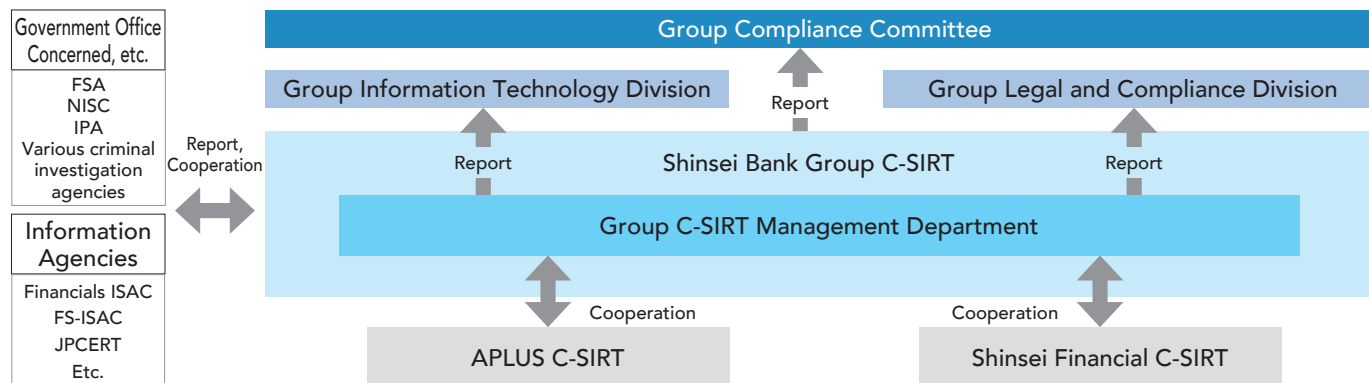 Government Office
Concerned, etc.
FSA
NISC
IPA
Various criminal
investigation
agencies
Information
Agencies
Financials ISAC
FS-ISAC
JPCERT
Etc.
Report,
Cooperation
Group Compliance Committee
Group Information Technology Division
Report
Group Legal and Compliance Division
Report
Shinsei Bank Group C-SIRT
Report
Group C-SIRT Management Department
Cooperation
Cooperation
APLUS C-SIRT
Shinsei Financial C-SIRT